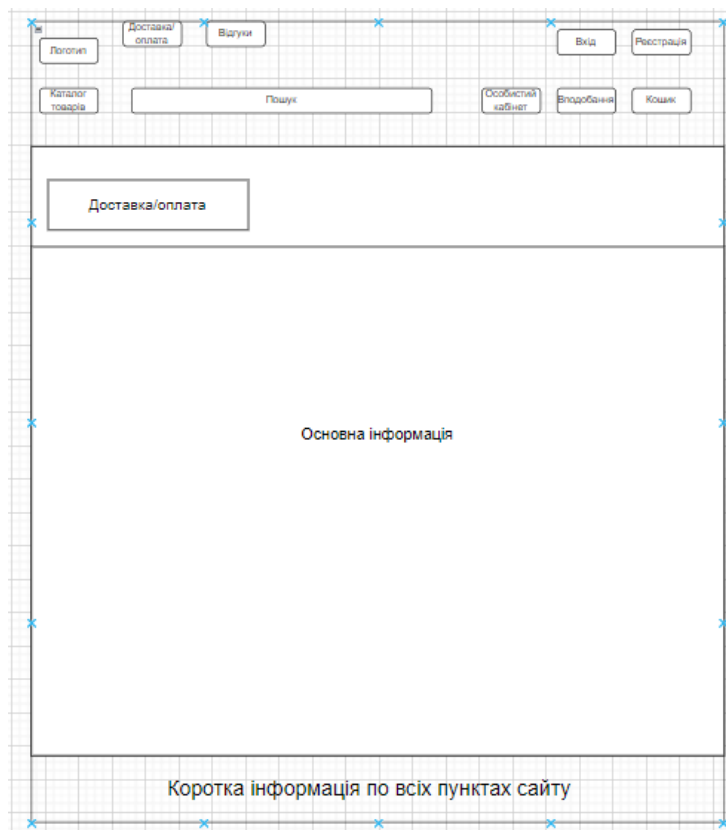 Логотип
Доставка/
оплата
Відгуки
Вхід
Реєстрація
Каталог
товарів
Пошук
Особистий
кабінет
Вподобання
Кошик
Доставка/оплата
Основна інформація
Коротка інформація по всіх пунктах сайту